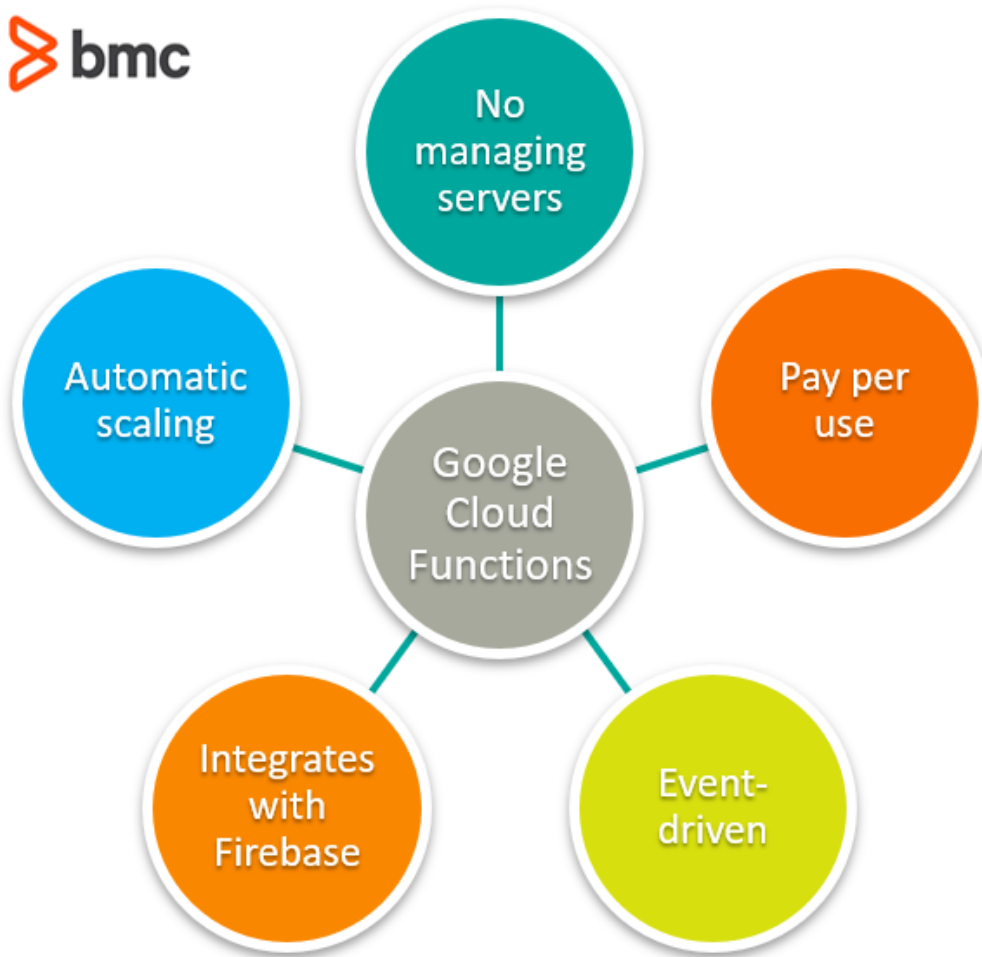 bmc
No
managing
servers
Automatic
scaling
Pay per
use
Google
Cloud
Functions
Integrates
with
Firebase
Event-
driven